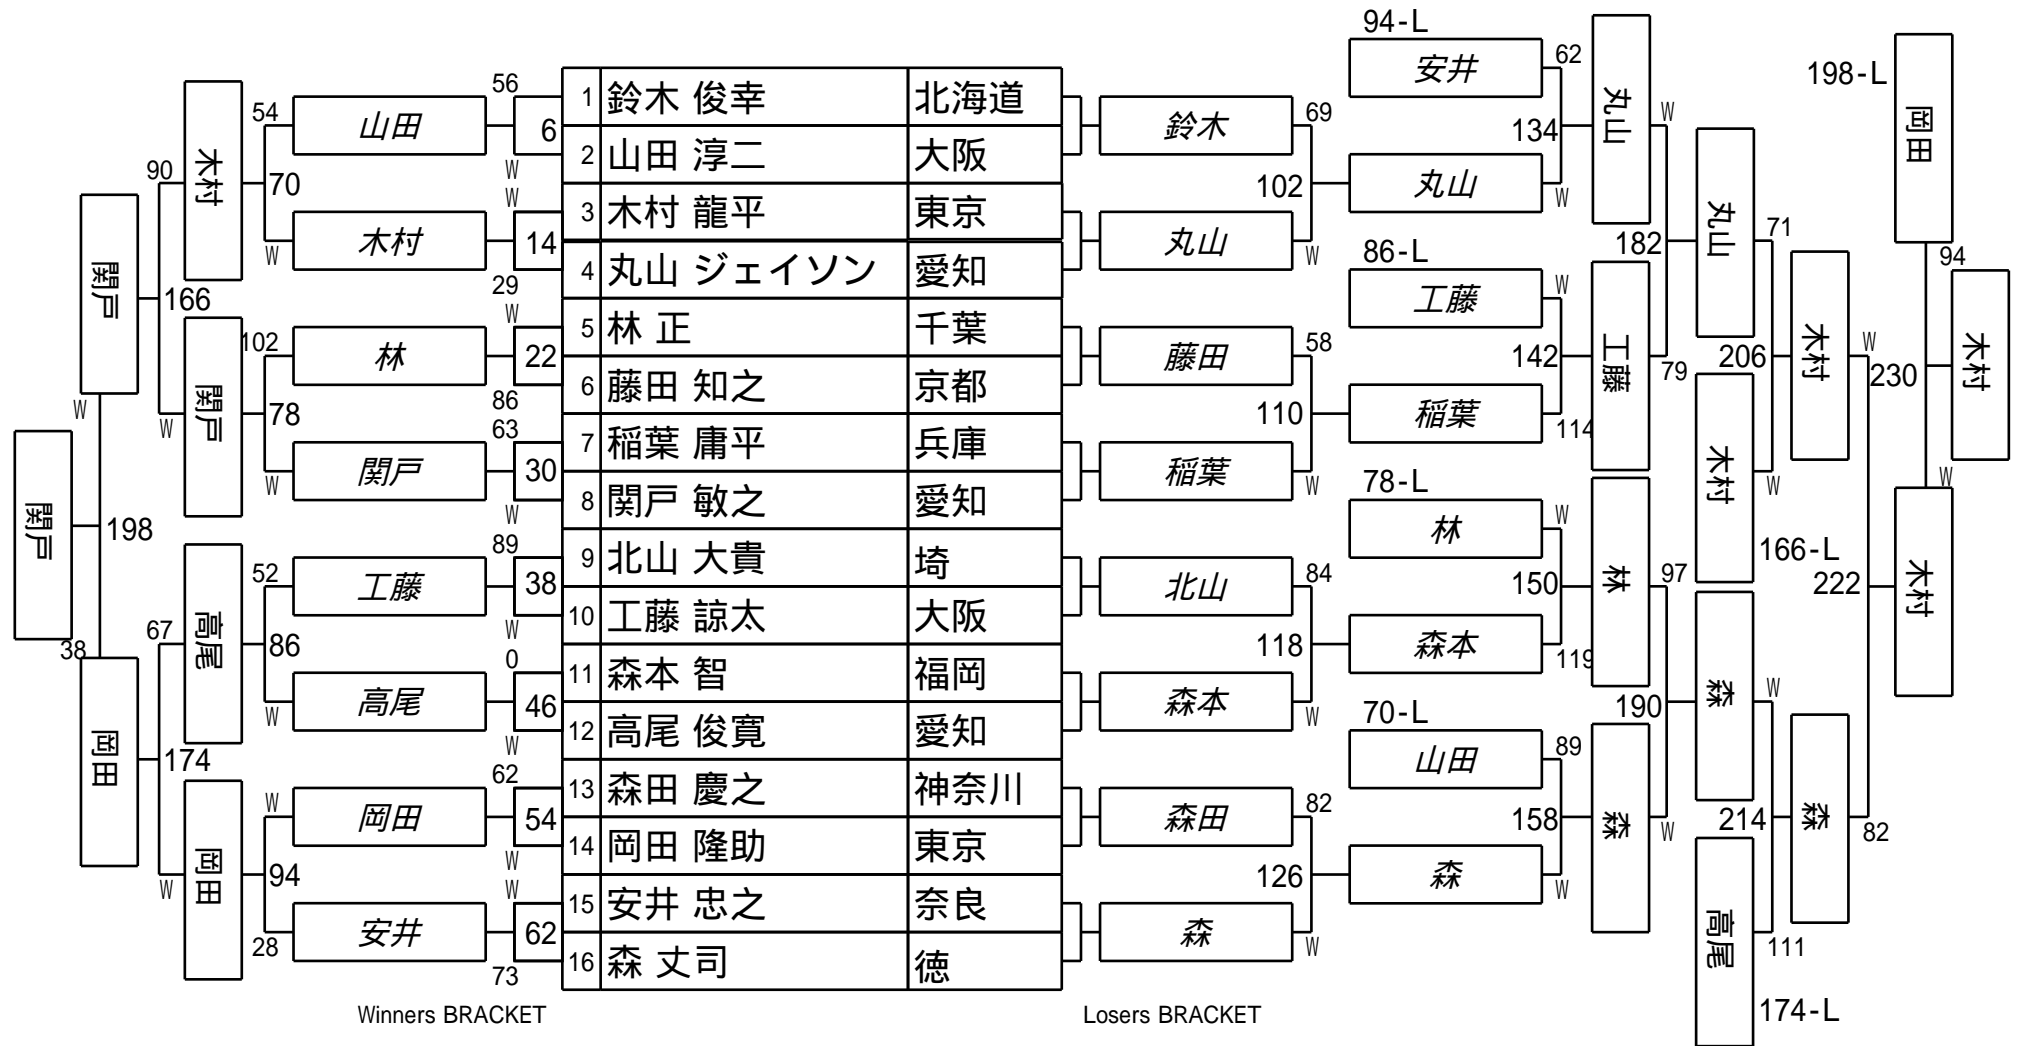 94-L
198-L
56
1 鈴木 俊幸 北海道
安井
62
54
山田
6
鈴木
69
丸山
W
岡田
134
2 山田 淳二 大阪
W
90
木村
70
W
3 木村 龍平 東京
102
丸山
W
丸山
71
木村
14
丸山
W
182
W
4 丸山 ジェイソン 愛知
29
86-L
94
関戸
166
W
5 林 正 千葉
工藤
W
木村
木村
102
林
22
藤田
58
142
工藤
79
206
W
230
6 藤田 知之 京都
86
W
関戸
78
W
63
7 稲葉 庸平 兵庫
110
稲葉
114
木村
W
関戸
30
稲葉
W
W
W
8 関戸 敏之 愛知
W
78-L
関戸
198
89
9 北山 大貴 埼
林
W
166-L
52
工藤
38
北山
84
150
林
97
222
木村
10 工藤 諒太 大阪
W
67
高尾
86
0
11 森本 智 福岡
118
森本
119
38
高尾
46
森本
W
190
森
W
W
12 高尾 俊寛 愛知
W
70-L
岡田
174
62
13 森田 慶之 神奈川
山田
89
W
岡田
54
森田
82
158
森
W
214
森
82
14 岡田 隆助 東京
W
W
岡田
94
W
15 安井 忠之 奈良
126
森
W
28
安井
62
森
W
高尾
111
16 森 丈司 徳
73
174-L
Winners BRACKET
Losers BRACKET